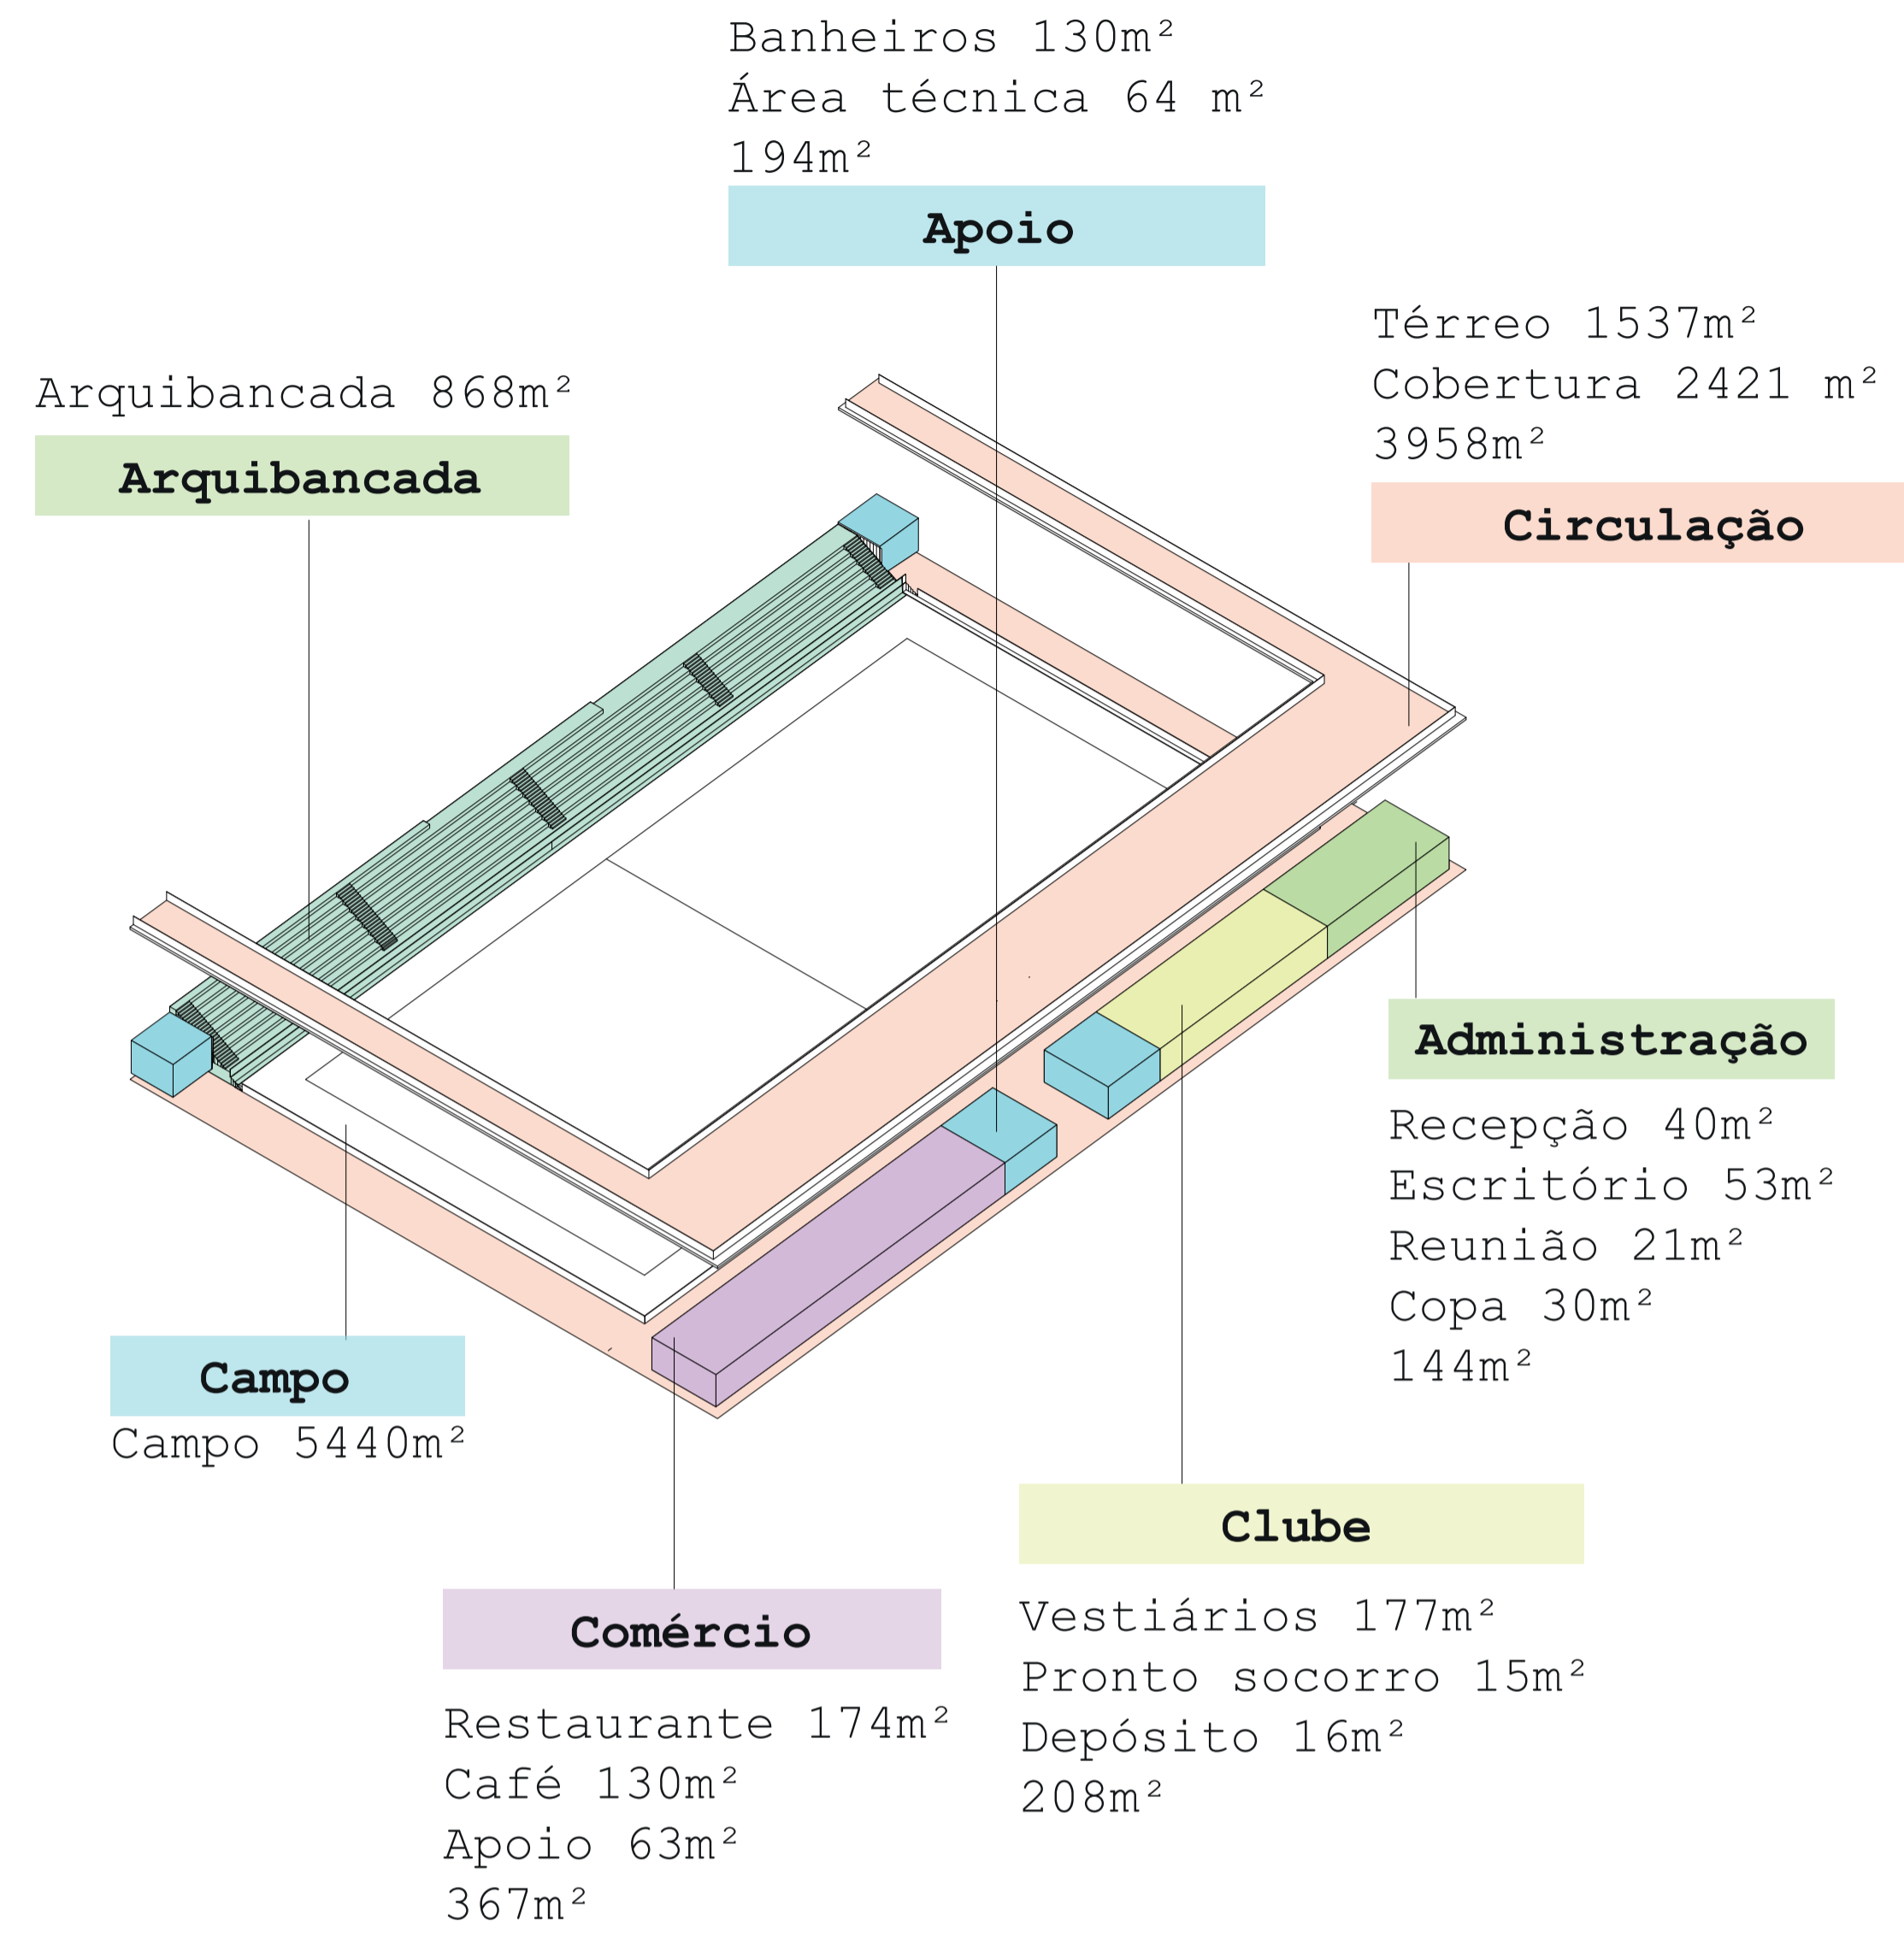 Banheiros 130m²
Área técnica 64 m²
194m²
Apoio
Térreo 1537m²
Cobertura 2421 m²
3958m²
Circulação
Arquibancada 868m²
Arquibancada
Administração
Recepção 40m²
Escritório 53m²
Reunião 21m²
Copa 30m²
144m²
Campo
Campo 5440m²
Clube
Vestiários 177m²
Pronto socorro 15m²
Depósito 16m²
208m²
Comércio
Restaurante 174m²
Café 130m²
Apoio 63m²
367m²